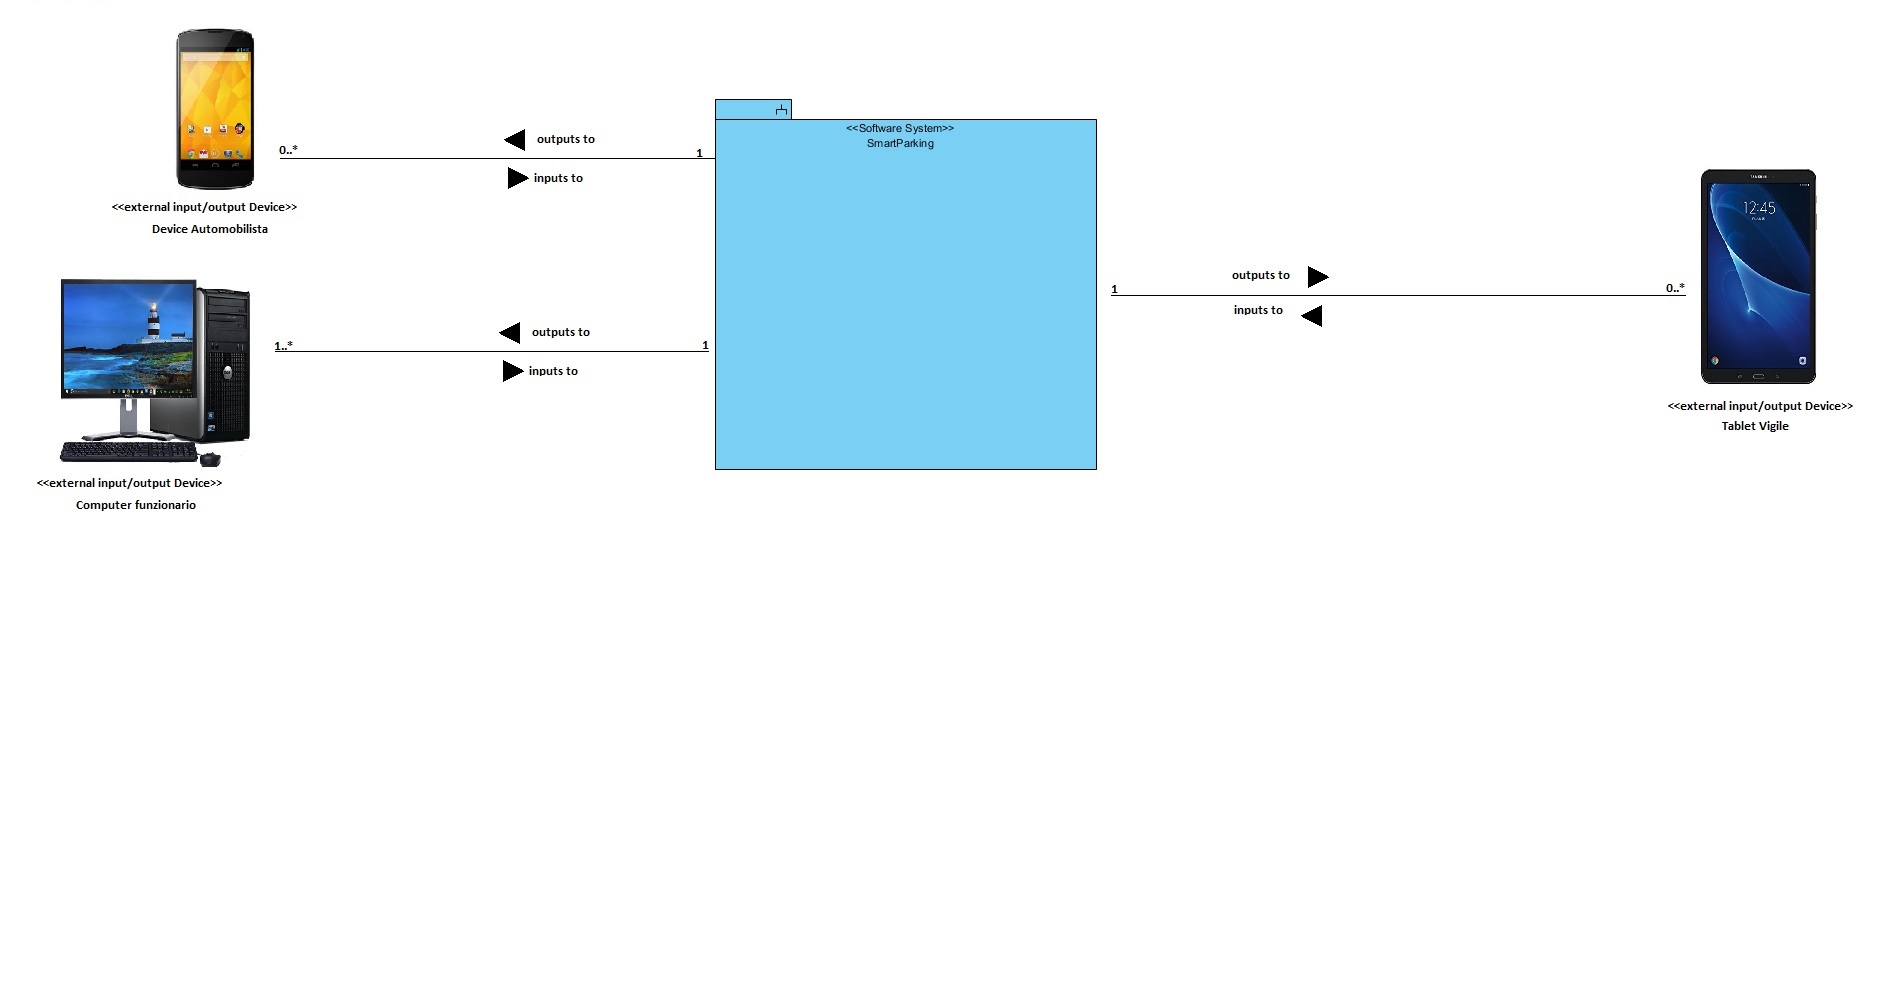 0..*
outputs to
1
inputs to
<<external input/output Device>>
Device Automobilista
<<Software System>>
SmartParking
1..*
outputs to
1
inputs to
<<external input/output Device>>
Computer funzionario
1
outputs to
0..*
inputs to
SAMSUNG
12:45
<<external input/output Device>>
Tablet Vigile